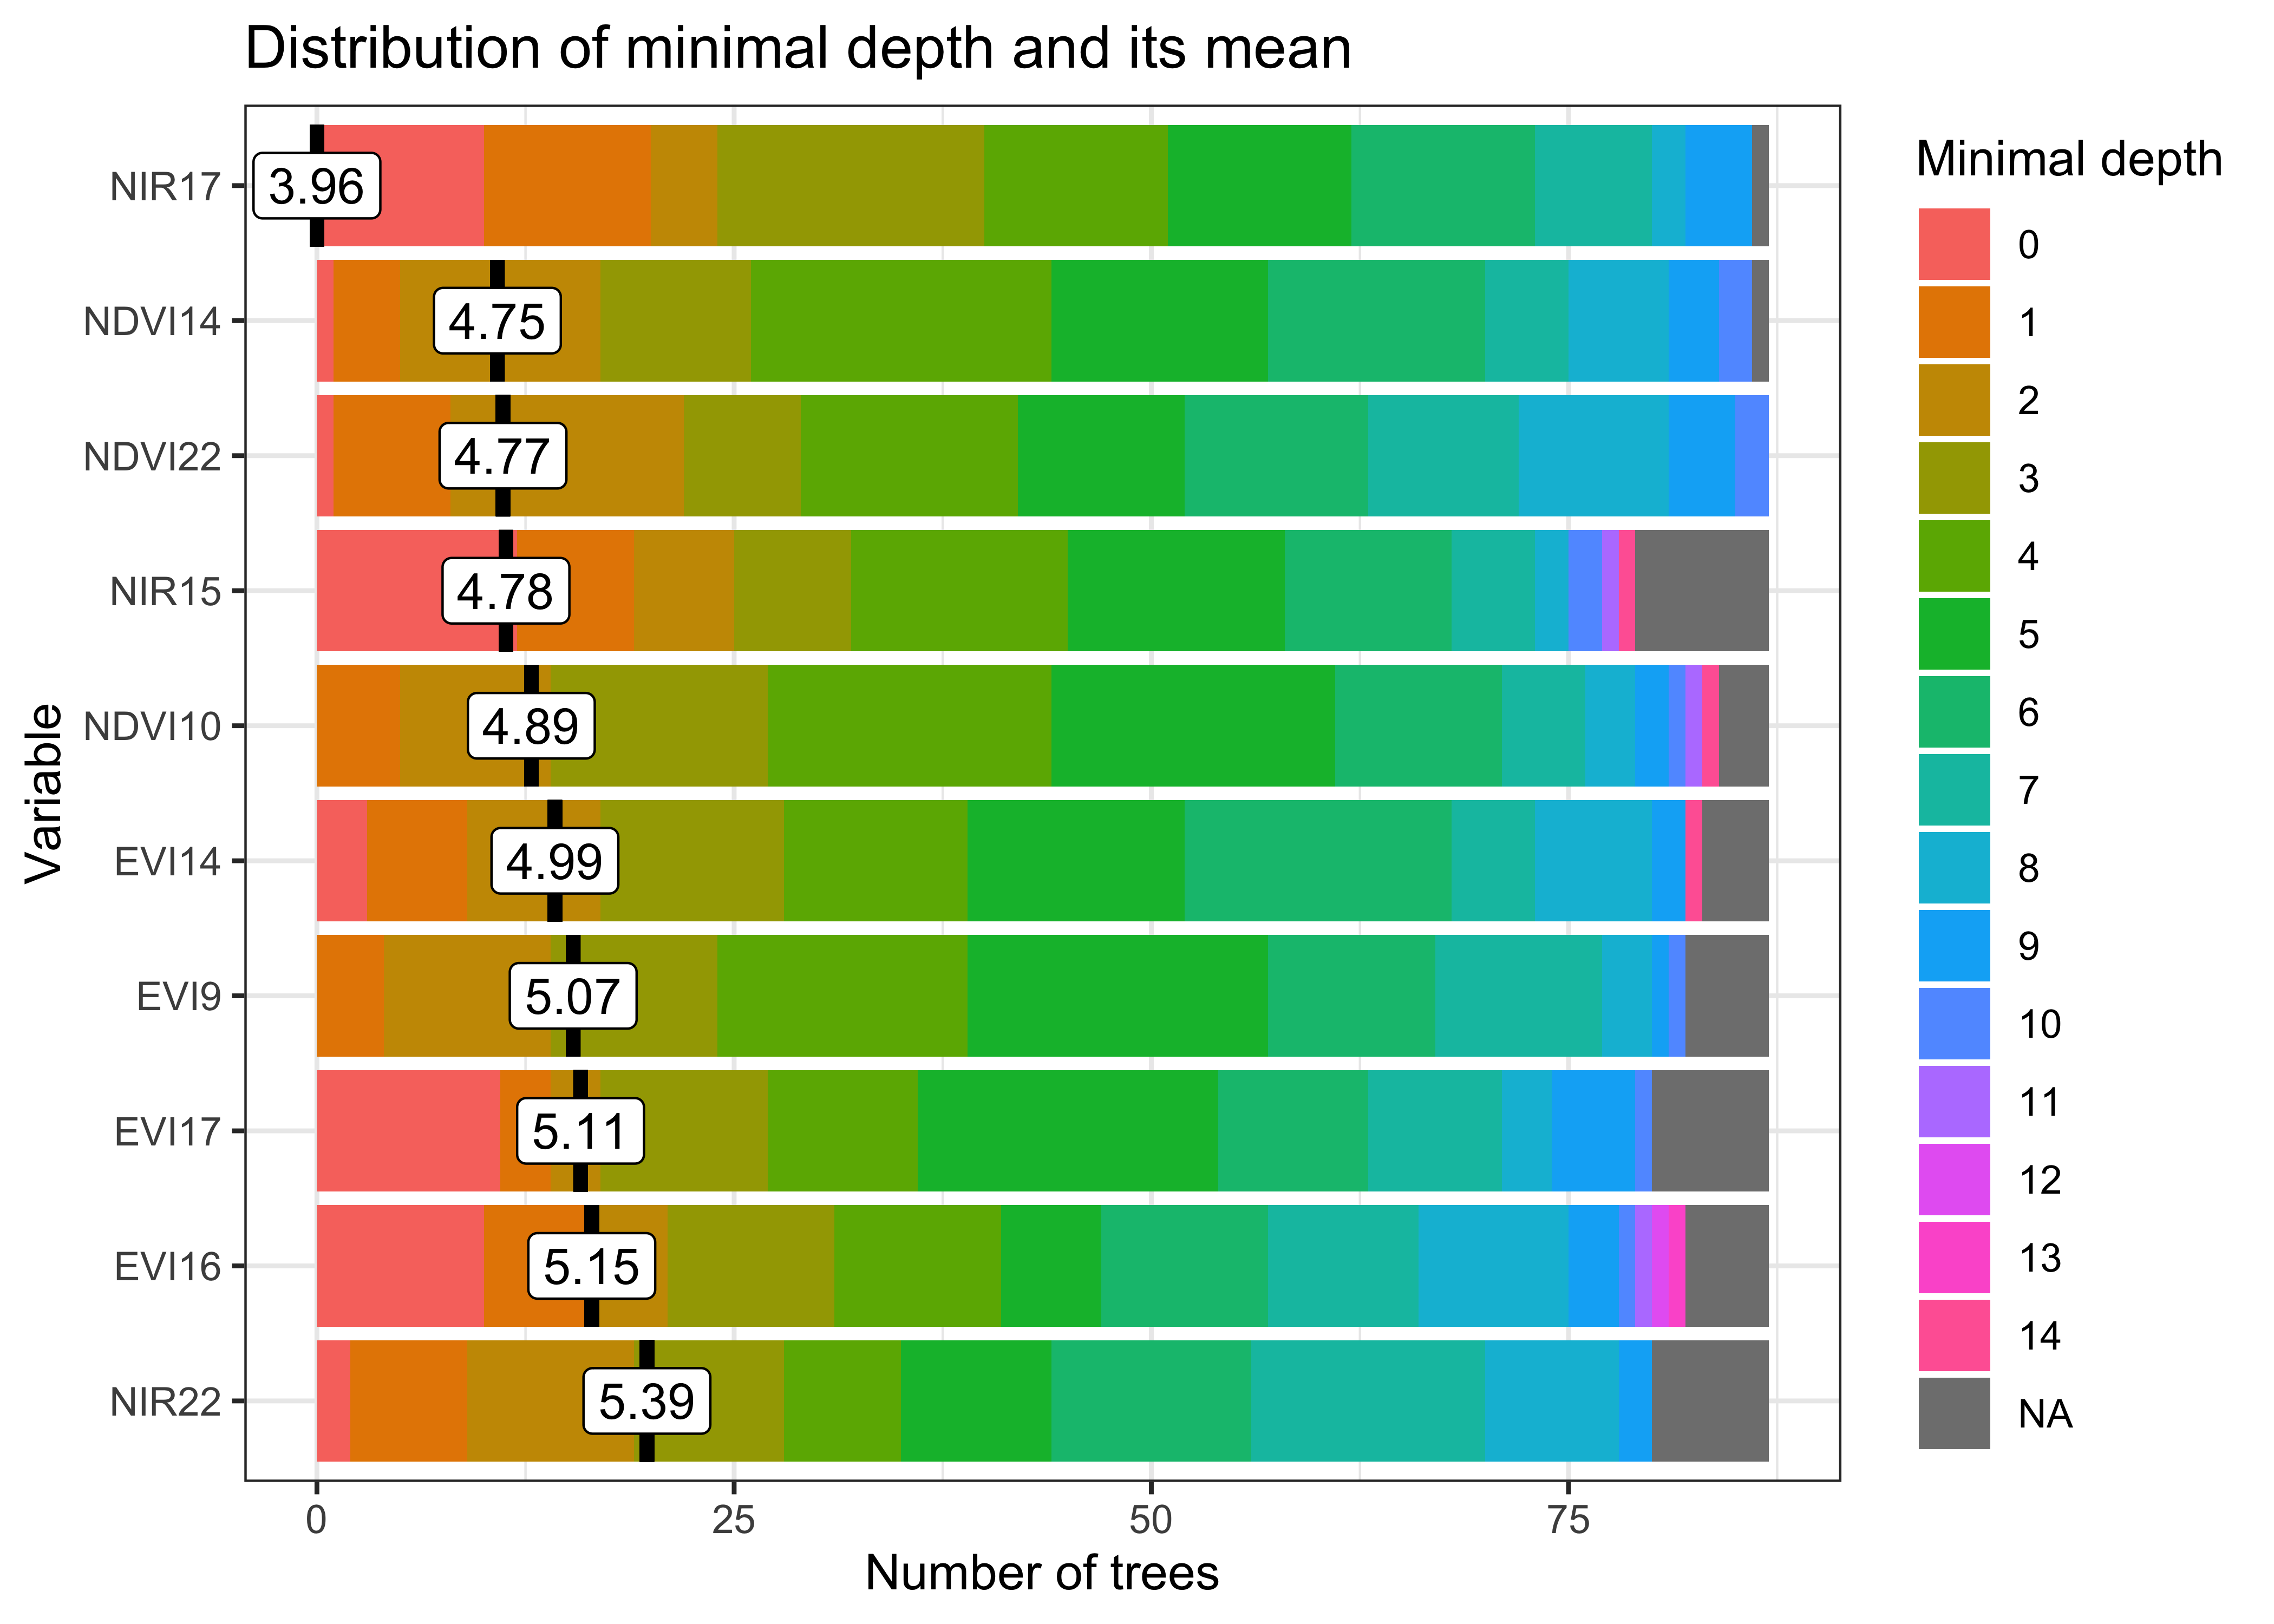 Distribution of minimal depth and its mean
Variable
NIR17
3.96
NDVI14
4.75
NDVI22
4.77
NIR15
4.78
NDVI10
4.89
EVI14
4.99
EVI9
5.07
EVI17
5.11
EVI16
5.15
NIR22
5.39
0 25 50 75
Number of trees
Minimal depth
0
1
2
3
4
5
6
7
8
9
10
11
12
13
14
NA